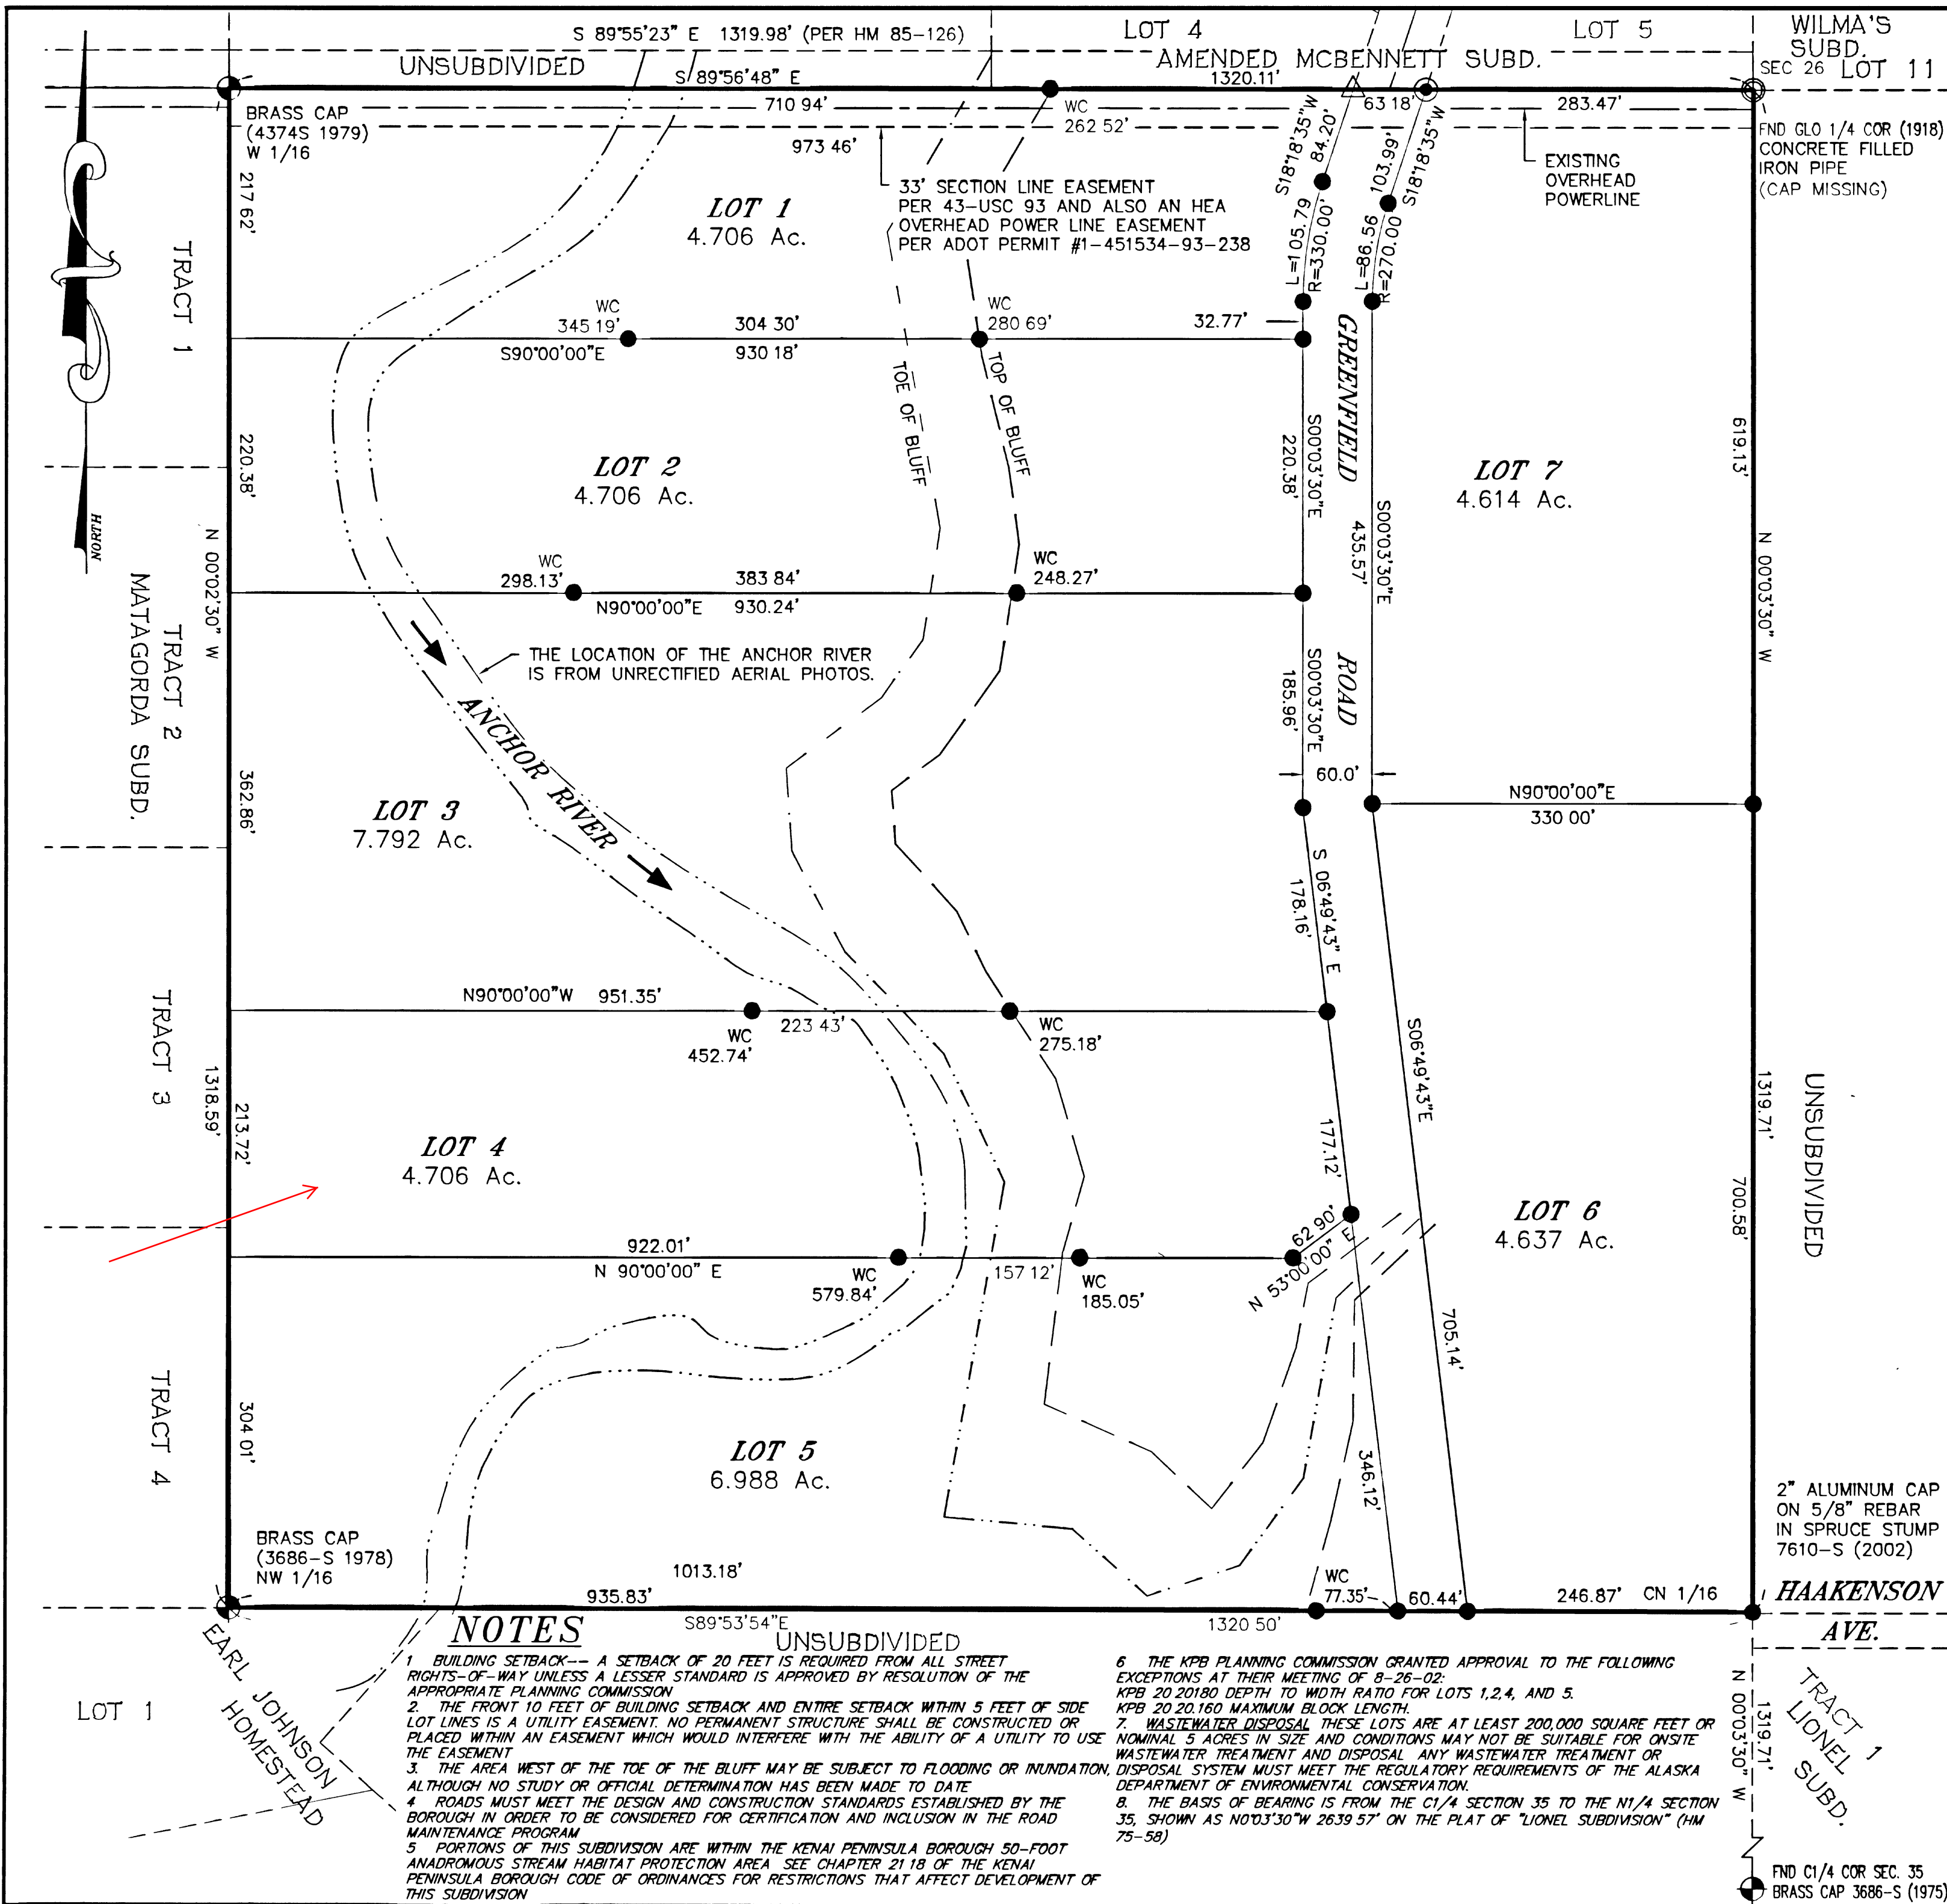 S 89°55'23" E 1319.98' (PER HM 85-126)
LOT 4
LOT 5
WILMA'S
SUBD.
SEC 26 LOT 11
UNSUBDIVIDED
AMENDED MCBENNETT SUBD.
S 89°56'48" E
1320.11'
710 94'
WC
262 52'
63 18'
283.47'
973 46'
BRASS CAP
(4374S 1979)
W 1/16
FND GLO 1/4 COR (1918)
CONCRETE FILLED
IRON PIPE
(CAP MISSING)
EXISTING
OVERHEAD
POWERLINE
33' SECTION LINE EASEMENT
PER 43-USC 93 AND ALSO AN HEA
OVERHEAD POWER LINE EASEMENT
PER ADOT PERMIT #1-451534-93-238
S18°18'35"W
84.20'
103.99'
S18°18'35"W
L=105.79
R=330.00'
L=86.56
R=270.00'
217 62'
LOT 1
4.706 Ac.
TRACT 1
NORTH
WC
345 19'
304 30'
WC
280 69'
32.77'
S90°00'00"E
930 18'
TOE OF BLUFF
TOP OF BLUFF
GREENFIELD
ROAD
220.38'
LOT 2
4.706 Ac.
S00°03'30"E
220.38'
S00°03'30"E
435.57'
LOT 7
4.614 Ac.
619.13'
N 00°02'30" W
N 00°03'30" W
WC
298.13'
383 84'
WC
248.27'
N90°00'00"E 930.24'
TRACT 2
MATAGORDA SUBD.
THE LOCATION OF THE ANCHOR RIVER
IS FROM UNRECTIFIED AERIAL PHOTOS.
ANCHOR RIVER
S00°03'30"E
185.96'
60.0'
N90°00'00"E
330 00'
362.86'
LOT 3
7.792 Ac.
S 06°49'43" E
178.16'
N90°00'00"W 951.35'
223 43'
WC
452.74'
WC
275.18'
S06°49'43"E
TRACT 3
1318.59'
213.72'
1319.71'
UNSUBDIVIDED
LOT 4
4.706 Ac.
177.12'
700.58'
LOT 6
4.637 Ac.
62.90'
N 53°00'00" E
922.01'
N 90°00'00" E
WC
579.84'
157 12'
WC
185.05'
705.14'
TRACT 4
304 01'
LOT 5
6.988 Ac.
346.12'
2" ALUMINUM CAP
ON 5/8" REBAR
IN SPRUCE STUMP
7610-S (2002)
BRASS CAP
(3686-S 1978)
NW 1/16
1013.18'
935.83'
WC
77.35'
60.44'
246.87'
CN 1/16
HAAKENSON
AVE.
S89°53'54"E
1320 50'
UNSUBDIVIDED
EARL JOHNSON
HOMESTEAD
LOT 1
NOTES
1 BUILDING SETBACK-- A SETBACK OF 20 FEET IS REQUIRED FROM ALL STREET
RIGHTS-OF-WAY UNLESS A LESSER STANDARD IS APPROVED BY RESOLUTION OF THE
APPROPRIATE PLANNING COMMISSION
2. THE FRONT 10 FEET OF BUILDING SETBACK AND ENTIRE SETBACK WITHIN 5 FEET OF SIDE
LOT LINES IS A UTILITY EASEMENT. NO PERMANENT STRUCTURE SHALL BE CONSTRUCTED OR
PLACED WITHIN AN EASEMENT WHICH WOULD INTERFERE WITH THE ABILITY OF A UTILITY TO USE
THE EASEMENT
3. THE AREA WEST OF THE TOE OF THE BLUFF MAY BE SUBJECT TO FLOODING OR INUNDATION,
ALTHOUGH NO STUDY OR OFFICIAL DETERMINATION HAS BEEN MADE TO DATE
4 ROADS MUST MEET THE DESIGN AND CONSTRUCTION STANDARDS ESTABLISHED BY THE
BOROUGH IN ORDER TO BE CONSIDERED FOR CERTIFICATION AND INCLUSION IN THE ROAD
MAINTENANCE PROGRAM
5 PORTIONS OF THIS SUBDIVISION ARE WITHIN THE KENAI PENINSULA BOROUGH 50-FOOT
ANADROMOUS STREAM HABITAT PROTECTION AREA SEE CHAPTER 21 18 OF THE KENAI
PENINSULA BOROUGH CODE OF ORDINANCES FOR RESTRICTIONS THAT AFFECT DEVELOPMENT OF
THIS SUBDIVISION
6 THE KPB PLANNING COMMISSION GRANTED APPROVAL TO THE FOLLOWING
EXCEPTIONS AT THEIR MEETING OF 8-26-02:
KPB 20 20180 DEPTH TO WIDTH RATIO FOR LOTS 1,2,4, AND 5.
KPB 20 20.160 MAXIMUM BLOCK LENGTH.
7. WASTEWATER DISPOSAL THESE LOTS ARE AT LEAST 200,000 SQUARE FEET OR
NOMINAL 5 ACRES IN SIZE AND CONDITIONS MAY NOT BE SUITABLE FOR ONSITE
WASTEWATER TREATMENT AND DISPOSAL ANY WASTEWATER TREATMENT OR
DISPOSAL SYSTEM MUST MEET THE REGULATORY REQUIREMENTS OF THE ALASKA
DEPARTMENT OF ENVIRONMENTAL CONSERVATION.
8. THE BASIS OF BEARING IS FROM THE C1/4 SECTION 35 TO THE N1/4 SECTION
35, SHOWN AS N0°03'30"W 2639 57' ON THE PLAT OF "LIONEL SUBDIVISION" (HM
75-58)
N 00°03'30" W
1319.71'
TRACT 1
LIONEL
SUBD.
FND C1/4 COR SEC. 35
BRASS CAP 3686-S (1975)